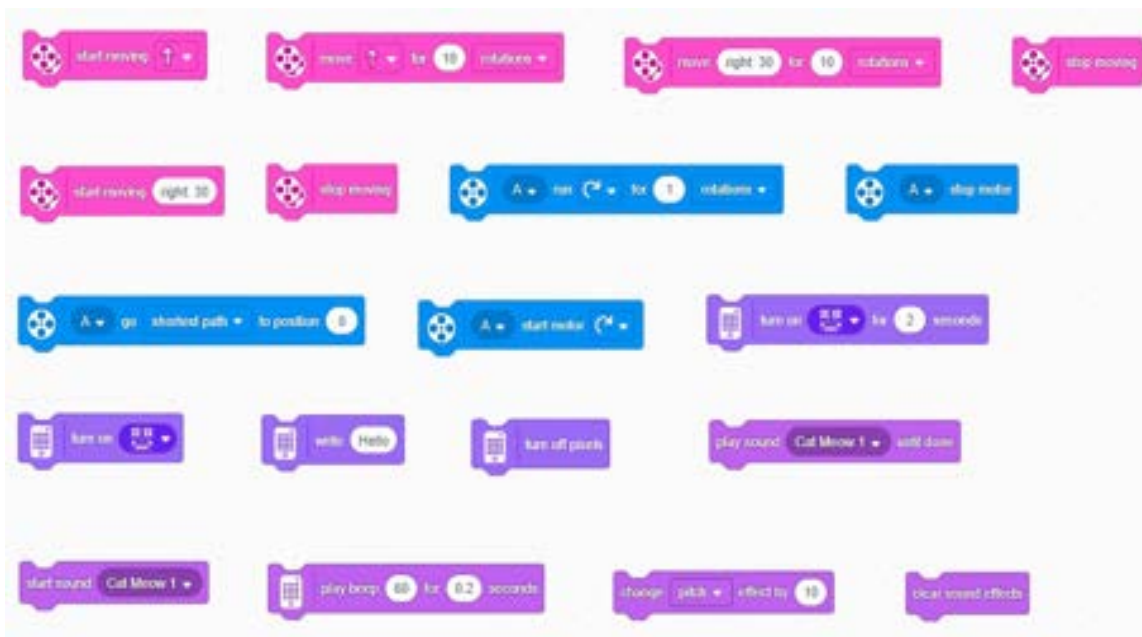 start moving
move for 10 rotations
move right 30 for 10 rotations
stop moving
start moving right 30
stop moving
A run for 1 rotations
A stop motor
A go shortest path to position 0
A start motor
turn on for 2 seconds
turn on
write Hello
turn off pixels
play sound Cat Meow 1 until done
start sound Cat Meow 1
play beep 60 for 0.2 seconds
change pitch effect by 10
clear sound effects